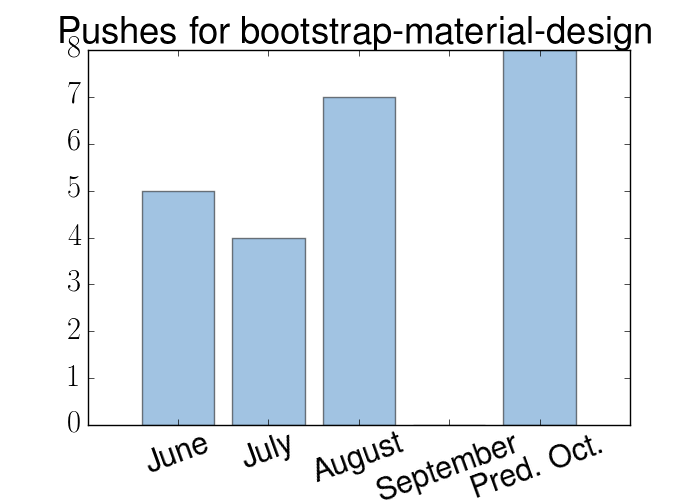 Pushes for bootstrap-material-design
8
7
6
5
4
3
2
1
0
June
July
August
September
Pred. Oct.